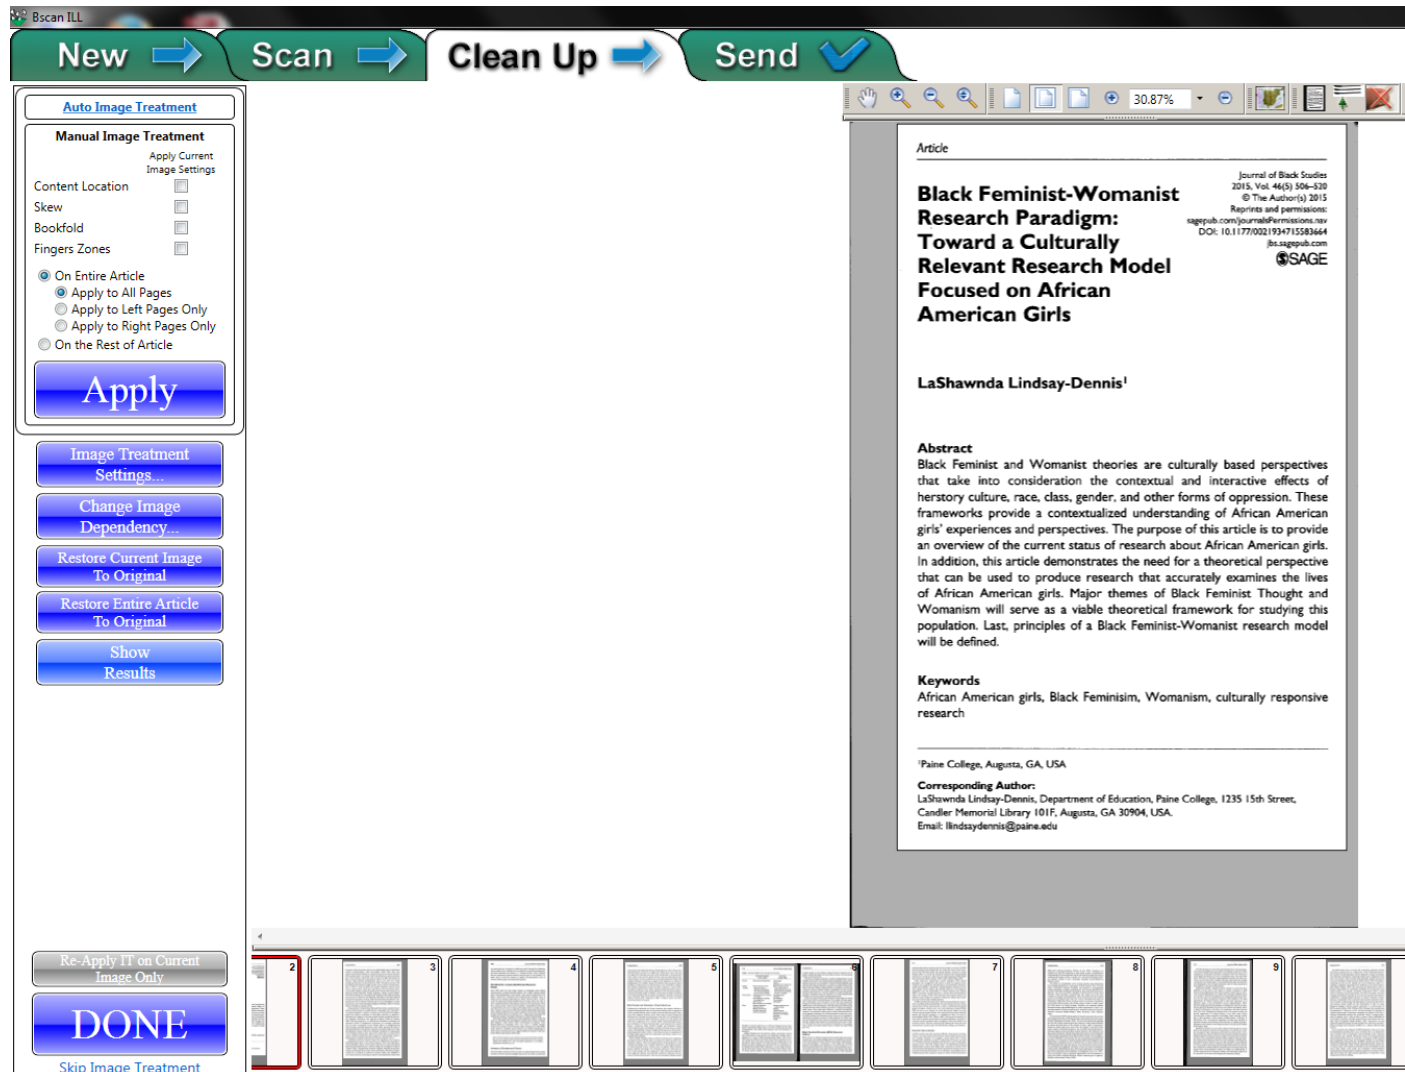 Bscan ILL
New
Scan
Clean Up
Send
Auto Image Treatment
Manual Image Treatment
Apply Current
Image Settings
Content Location
Skew
Bookfold
Fingers Zones
On Entire Article
Apply to All Pages
Apply to Left Pages Only
Apply to Right Pages Only
On the Rest of Article
Apply
Image Treatment
Settings...
Change Image
Dependency...
Restore Current Image
To Original
Restore Entire Article
To Original
Show
Results
Re-Apply IT on Current
Image Only
DONE
Skip Image Treatment
30.87%
Article
Journal of Black Studies
2015, Vol. 46(5) 506–520
© The Author(s) 2015
Reprints and permissions:
sagepub.com/journalsPermissions.nav
DOI: 10.1177/0021934715583664
jbs.sagepub.com
SAGE
Black Feminist-Womanist
Research Paradigm:
Toward a Culturally
Relevant Research Model
Focused on African
American Girls
LaShawnda Lindsay-Dennis¹
Abstract
Black Feminist and Womanist theories are culturally based perspectives
that take into consideration the contextual and interactive effects of
herstory culture, race, class, gender, and other forms of oppression. These
frameworks provide a contextualized understanding of African American
girls' experiences and perspectives. The purpose of this article is to provide
an overview of the current status of research about African American girls.
In addition, this article demonstrates the need for a theoretical perspective
that can be used to produce research that accurately examines the lives
of African American girls. Major themes of Black Feminist Thought and
Womanism will serve as a viable theoretical framework for studying this
population. Last, principles of a Black Feminist-Womanist research model
will be defined.
Keywords
African American girls, Black Feminisim, Womanism, culturally responsive
research
¹Paine College, Augusta, GA, USA
Corresponding Author:
LaShawnda Lindsay-Dennis, Department of Education, Paine College, 1235 15th Street,
Candler Memorial Library 101F, Augusta, GA 30904, USA.
Email: llindsaydennis@paine.edu
2
3
4
5
6
7
8
9